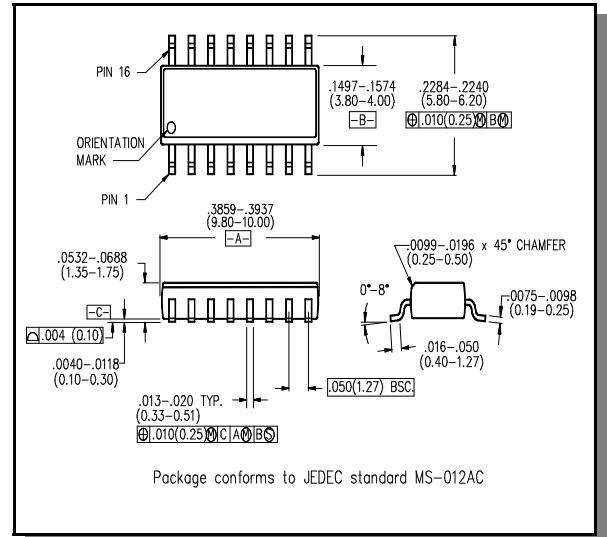 PIN 16
.1497–.1574
(3.80–4.00)
-B-
.2284–.2240
(5.80–6.20)
⌖ .010(0.25)Ⓜ B Ⓜ
ORIENTATION
MARK
PIN 1
.3859–.3937
(9.80–10.00)
-A-
.0532–.0688
(1.35–1.75)
-C-
⌓ .004 (0.10)
.0040–.0118
(0.10–0.30)
.013–.020 TYP.
(0.33–0.51)
⌖ .010(0.25)Ⓜ C A Ⓜ B Ⓢ
.050(1.27) BSC.
.0099–.0196 x 45° CHAMFER
(0.25–0.50)
0°–8°
.0075–.0098
(0.19–0.25)
.016–.050
(0.40–1.27)
Package conforms to JEDEC standard MS–012AC